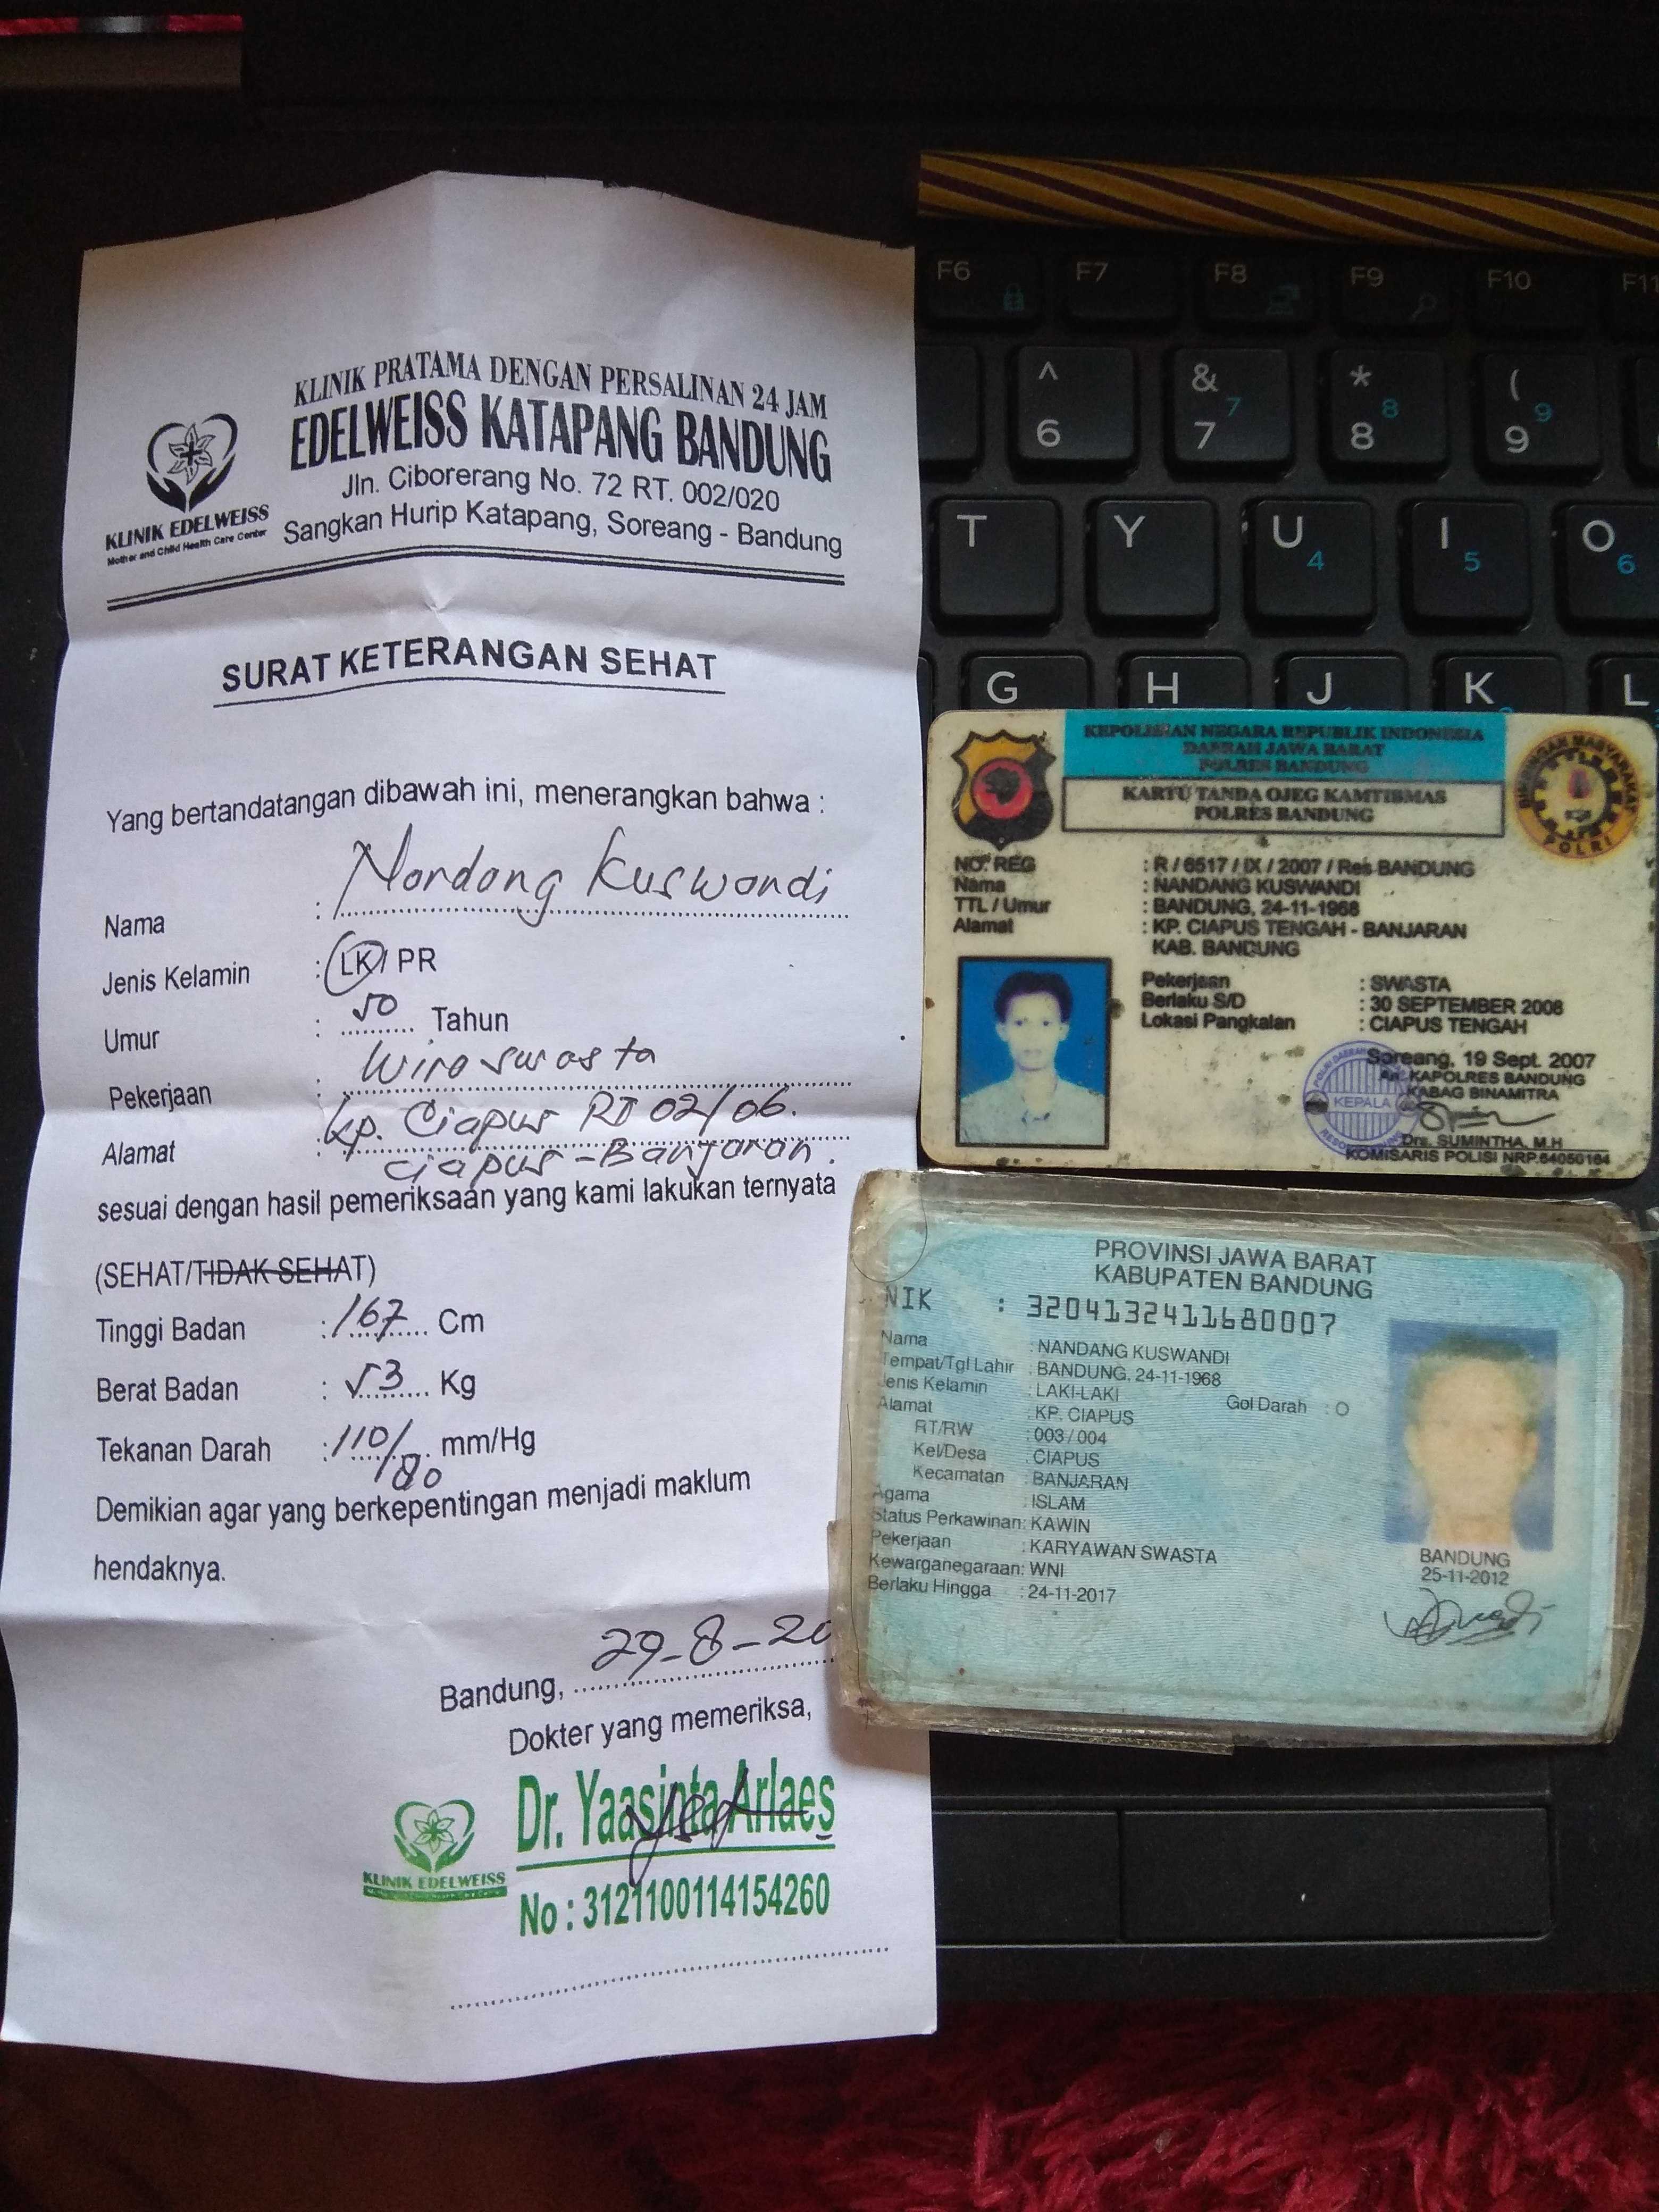 KLINIK PRATAMA DENGAN PERSALINAN 24 JAM
EDELWEISS KATAPANG BANDUNG
Jln. Ciborerang No. 72 RT. 002/020
Sangkan Hurip Katapang, Soreang - Bandung
KLINIK EDELWEISS
Mother and Child Health Care Center
SURAT KETERANGAN SEHAT
Yang bertandatangan dibawah ini, menerangkan bahwa :
Nama : Nandang Kuswandi
Jenis Kelamin : LK/ PR
Umur : 50 Tahun
Pekerjaan : Wiraswasta
Alamat : Kp. Ciapus RT 02/06.
Ciapus - Banjaran.
sesuai dengan hasil pemeriksaan yang kami lakukan ternyata
(SEHAT/TIDAK SEHAT)
Tinggi Badan : 167 Cm
Berat Badan : 53 Kg
Tekanan Darah : 110/80 mm/Hg
Demikian agar yang berkepentingan menjadi maklum
hendaknya.
Bandung, 29-8-20
Dokter yang memeriksa,
Dr. Yaasinta Arlaes
No : 3121100114154260
KLINIK EDELWEISS
F6 F7 F8 F9 F10 F11
^ & * (
6 7 7 8 8 9 9
T Y U 4 I 5 O 6
G H J K L
KEPOLISIAN NEGARA REPUBLIK INDONESIA
DAERAH JAWA BARAT
POLRES BANDUNG
KARTU TANDA OJEG KAMTIBMAS
POLRES BANDUNG
POLRI
NO. REG : R / 6517 / IX / 2007 / Res BANDUNG
Nama : NANDANG KUSWANDI
TTL / Umur : BANDUNG, 24-11-1968
Alamat : KP. CIAPUS TENGAH - BANJARAN
KAB. BANDUNG
Pekerjaan : SWASTA
Berlaku S/D : 30 SEPTEMBER 2008
Lokasi Pangkalan : CIAPUS TENGAH
Soreang, 19 Sept. 2007
An. KAPOLRES BANDUNG
KABAG BINAMITRA
KEPALA
Drs. SUMINTHA, M.H
KOMISARIS POLISI NRP.64050164
PROVINSI JAWA BARAT
KABUPATEN BANDUNG
NIK : 3204132411680007
Nama : NANDANG KUSWANDI
Tempat/Tgl Lahir : BANDUNG, 24-11-1968
Jenis Kelamin : LAKI-LAKI Gol Darah : O
Alamat : KP. CIAPUS
RT/RW : 003 / 004
Kel/Desa : CIAPUS
Kecamatan : BANJARAN
Agama : ISLAM
Status Perkawinan: KAWIN
Pekerjaan : KARYAWAN SWASTA
Kewarganegaraan: WNI
Berlaku Hingga : 24-11-2017
BANDUNG
25-11-2012